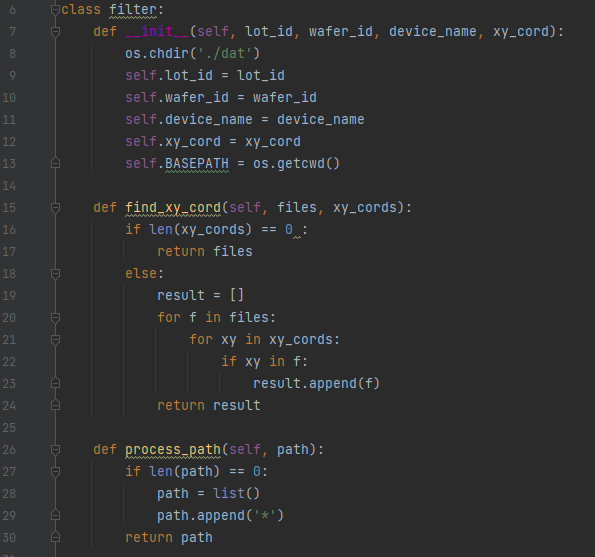 6 class filter:
7     def __init__(self, lot_id, wafer_id, device_name, xy_cord):
8         os.chdir('./dat')
9         self.lot_id = lot_id
10         self.wafer_id = wafer_id
11         self.device_name = device_name
12         self.xy_cord = xy_cord
13         self.BASEPATH = os.getcwd()
14
15     def find_xy_cord(self, files, xy_cords):
16         if len(xy_cords) == 0 :
17             return files
18         else:
19             result = []
20             for f in files:
21                 for xy in xy_cords:
22                     if xy in f:
23                         result.append(f)
24             return result
25
26     def process_path(self, path):
27         if len(path) == 0:
28             path = list()
29             path.append('*')
30         return path